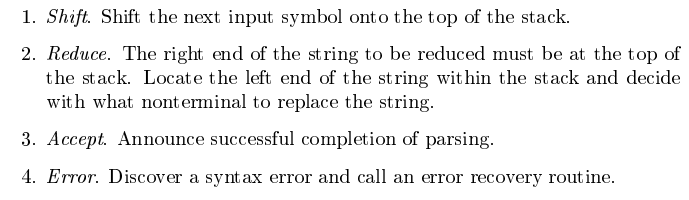 1. Shift. Shift the next input symbol onto the top of the stack.
2. Reduce. The right end of the string to be reduced must be at the top of
the stack. Locate the left end of the string within the stack and decide
with what nonterminal to replace the string.
3. Accept. Announce successful completion of parsing.
4. Error. Discover a syntax error and call an error recovery routine.